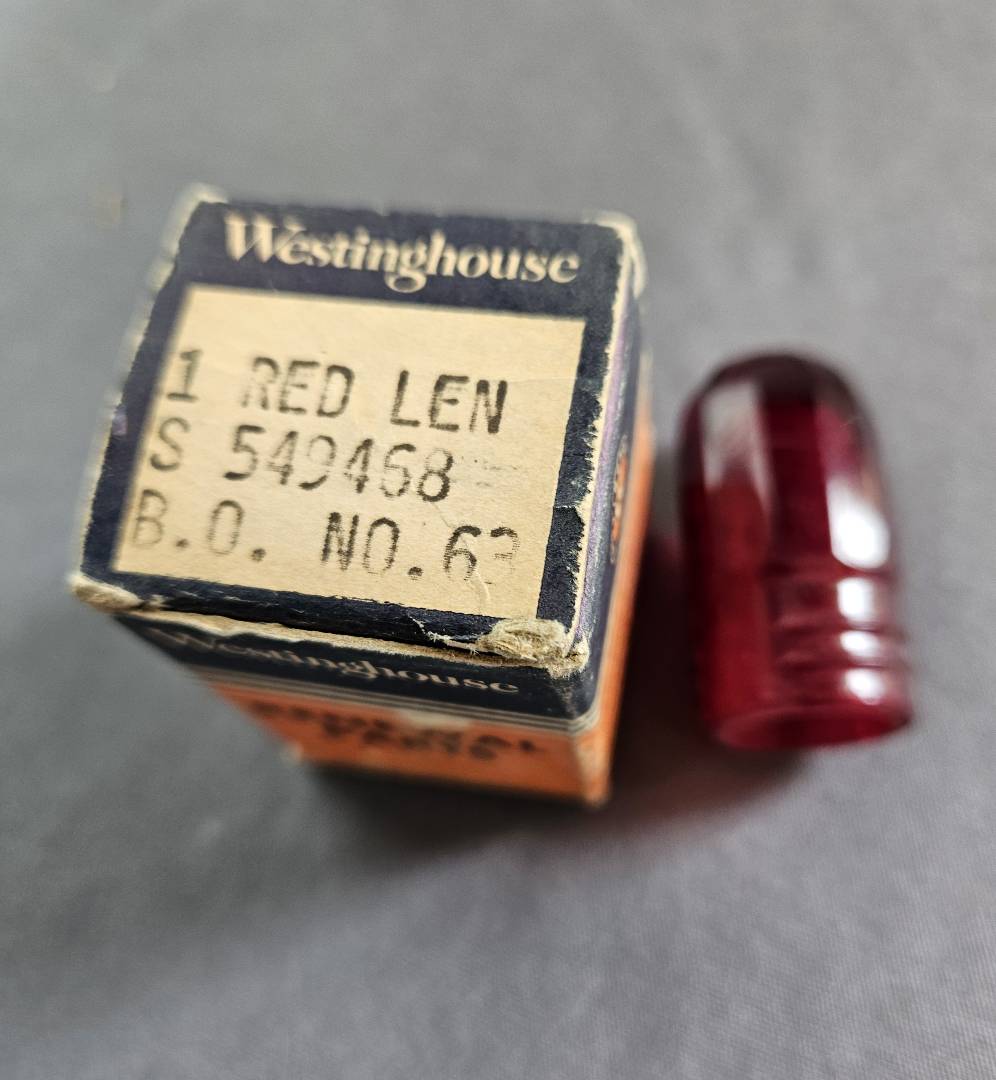 Westinghouse
1 RED LEN
S 549468
B.O. NO.63
Westinghouse